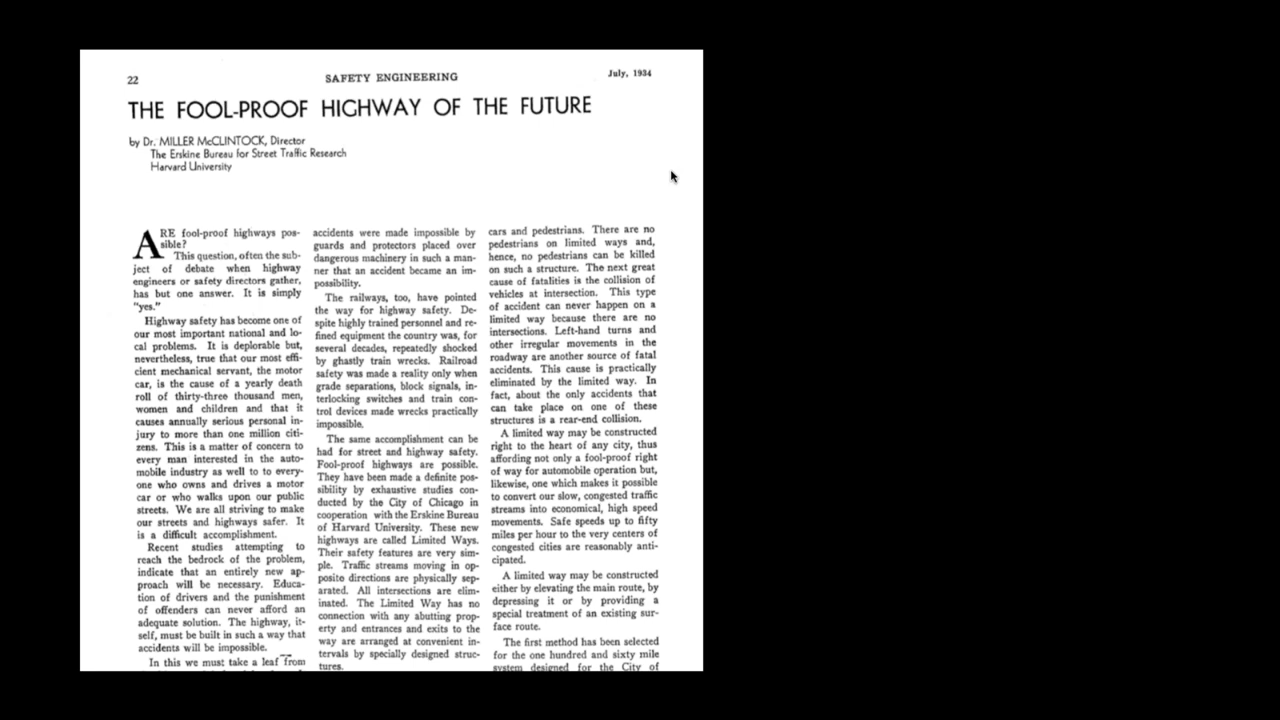 22
SAFETY ENGINEERING
July, 1934
THE FOOL-PROOF HIGHWAY OF THE FUTURE
by Dr. MILLER McCLINTOCK, Director
The Erskine Bureau for Street Traffic Research
Harvard University
ARE fool-proof highways pos-
sible?
This question, often the sub-
ject of debate when highway
engineers or safety directors gather,
has but one answer. It is simply
"yes."
Highway safety has become one of
our most important national and lo-
cal problems. It is deplorable but,
nevertheless, true that our most effi-
cient mechanical servant, the motor
car, is the cause of a yearly death
roll of thirty-three thousand men,
women and children and that it
causes annually serious personal in-
jury to more than one million citi-
zens. This is a matter of concern to
every man interested in the auto-
mobile industry as well to to every-
one who owns and drives a motor
car or who walks upon our public
streets. We are all striving to make
our streets and highways safer. It
is a difficult accomplishment.
Recent studies attempting to
reach the bedrock of the problem,
indicate that an entirely new ap-
proach will be necessary. Educa-
tion of drivers and the punishment
of offenders can never afford an
adequate solution. The highway, it-
self, must be built in such a way that
accidents will be impossible.
In this we must take a leaf from
accidents were made impossible by
guards and protectors placed over
dangerous machinery in such a man-
ner that an accident became an im-
possibility.
The railways, too, have pointed
the way for highway safety. De-
spite highly trained personnel and re-
fined equipment the country was, for
several decades, repeatedly shocked
by ghastly train wrecks. Railroad
safety was made a reality only when
grade separations, block signals, in-
terlocking switches and train con-
trol devices made wrecks practically
impossible.
The same accomplishment can be
had for street and highway safety.
Fool-proof highways are possible.
They have been made a definite pos-
sibility by exhaustive studies con-
ducted by the City of Chicago in
cooperation with the Erskine Bureau
of Harvard University. These new
highways are called Limited Ways.
Their safety features are very sim-
ple. Traffic streams moving in op-
posite directions are physically sep-
arated. All intersections are elim-
inated. The Limited Way has no
connection with any abutting prop-
erty and entrances and exits to the
way are arranged at convenient in-
tervals by specially designed struc-
tures.
cars and pedestrians. There are no
pedestrians on limited ways and,
hence, no pedestrians can be killed
on such a structure. The next great
cause of fatalities is the collision of
vehicles at intersection. This type
of accident can never happen on a
limited way because there are no
intersections. Left-hand turns and
other irregular movements in the
roadway are another source of fatal
accidents. This cause is practically
eliminated by the limited way. In
fact, about the only accidents that
can take place on one of these
structures is a rear-end collision.
A limited way may be constructed
right to the heart of any city, thus
affording not only a fool-proof right
of way for automobile operation but,
likewise, one which makes it possible
to convert our slow, congested traffic
streams into economical, high speed
movements. Safe speeds up to fifty
miles per hour to the very centers of
congested cities are reasonably anti-
cipated.
A limited way may be constructed
either by elevating the main route, by
depressing it or by providing a
special treatment of an existing sur-
face route.
The first method has been selected
for the one hundred and sixty mile
system designed for the City of